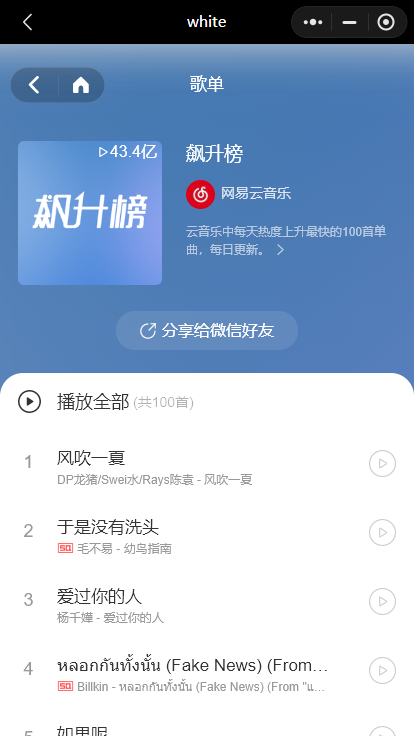 white
歌单
43.4亿
飙升榜
飙升榜
网易云音乐
云音乐中每天热度上升最快的100首单
曲，每日更新。
分享给微信好友
播放全部 (共100首)
1
风吹一夏
DP龙猪/Swei水/Rays陈袁 - 风吹一夏
2
于是没有洗头
SQ 毛不易 - 幼鸟指南
3
爱过你的人
杨千嬅 - 爱过你的人
4
หลอกกันทั้งนั้น (Fake News) (From…
SQ Billkin - หลอกกันทั้งนั้น (Fake News) (From "แ…